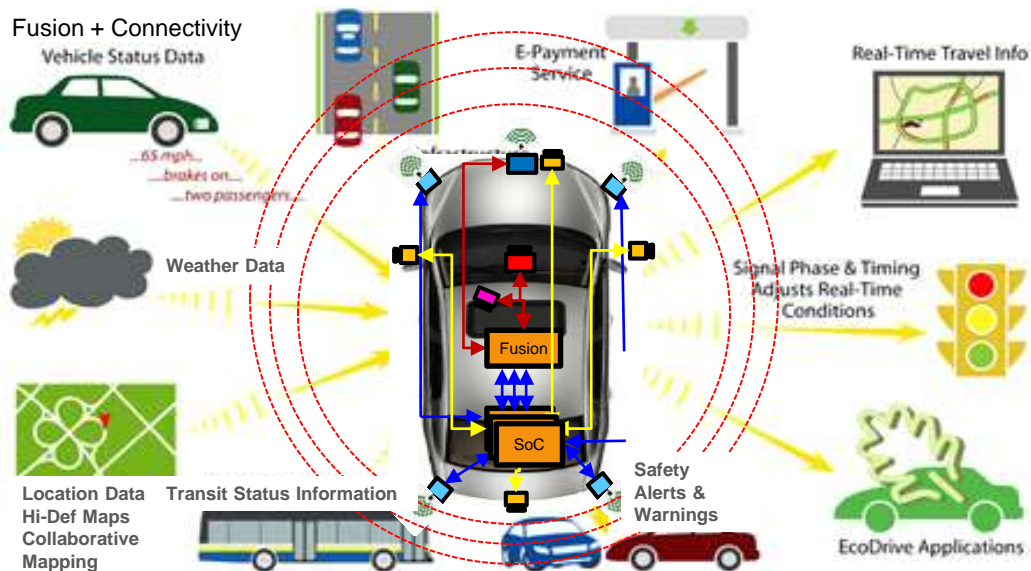 Fusion + Connectivity
Vehicle Status Data
...65 mph...
...brakes on...
...two passengers...
E-Payment
Service
Real-Time Travel Info
Weather Data
Signal Phase & Timing
Adjusts Real-Time
Conditions
Fusion
SoC
Location Data
Hi-Def Maps
Collaborative
Mapping
Transit Status Information
Safety
Alerts &
Warnings
EcoDrive Applications